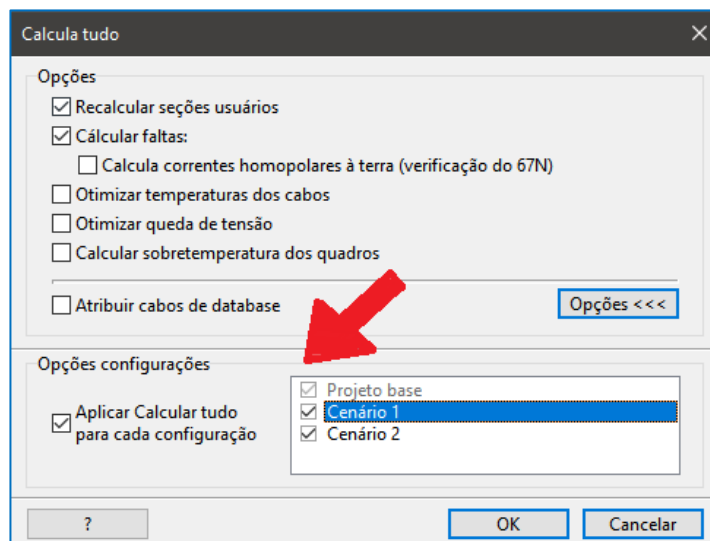 Calcula tudo
Opções
Recalcular seções usuários
Cálcular faltas:
Calcula correntes homopolares à terra (verificação do 67N)
Otimizar temperaturas dos cabos
Otimizar queda de tensão
Calcular sobretemperatura dos quadros
Atribuir cabos de database
Opções <<<
Opções configurações
Aplicar Calcular tudo
para cada configuração
Projeto base
Cenário 1
Cenário 2
?
OK
Cancelar